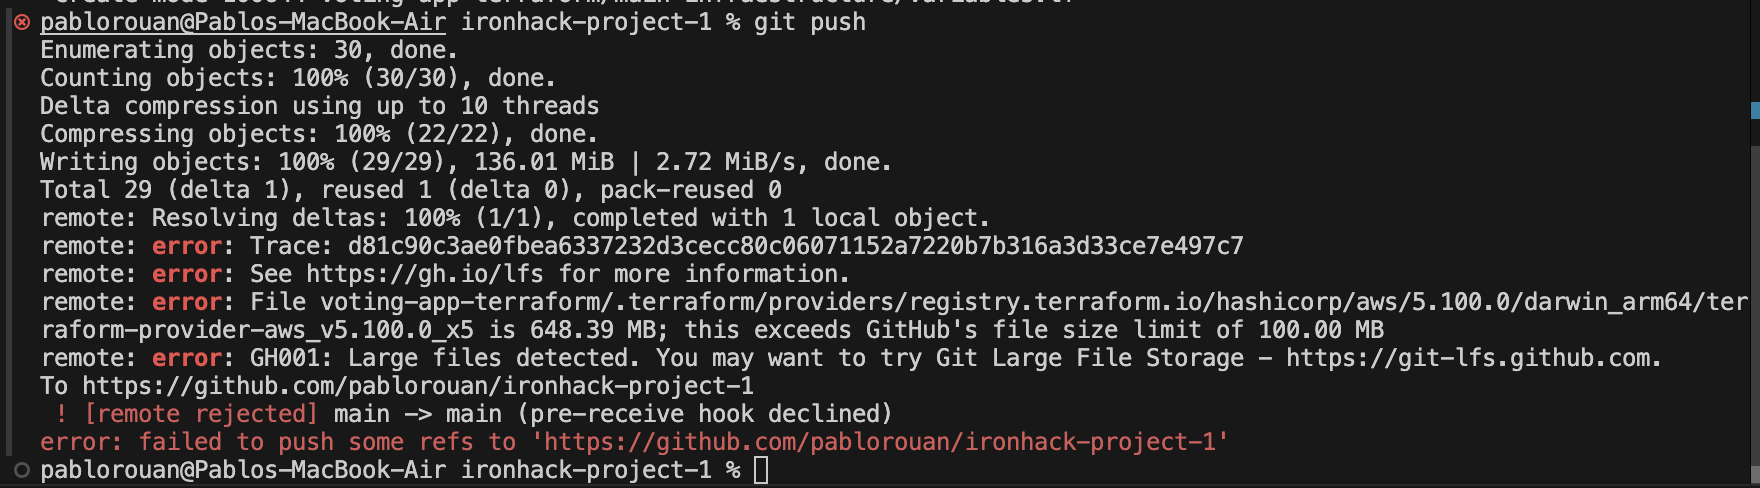 pablorouan@Pablos-MacBook-Air ironhack-project-1 % git push
Enumerating objects: 30, done.
Counting objects: 100% (30/30), done.
Delta compression using up to 10 threads
Compressing objects: 100% (22/22), done.
Writing objects: 100% (29/29), 136.01 MiB | 2.72 MiB/s, done.
Total 29 (delta 1), reused 1 (delta 0), pack-reused 0
remote: Resolving deltas: 100% (1/1), completed with 1 local object.
remote: error: Trace: d81c90c3ae0fbea6337232d3cecc80c06071152a7220b7b316a3d33ce7e497c7
remote: error: See https://gh.io/lfs for more information.
remote: error: File voting-app-terraform/.terraform/providers/registry.terraform.io/hashicorp/aws/5.100.0/darwin_arm64/ter
raform-provider-aws_v5.100.0_x5 is 648.39 MB; this exceeds GitHub's file size limit of 100.00 MB
remote: error: GH001: Large files detected. You may want to try Git Large File Storage - https://git-lfs.github.com.
To https://github.com/pablorouan/ironhack-project-1
 ! [remote rejected] main -> main (pre-receive hook declined)
error: failed to push some refs to 'https://github.com/pablorouan/ironhack-project-1'
pablorouan@Pablos-MacBook-Air ironhack-project-1 %